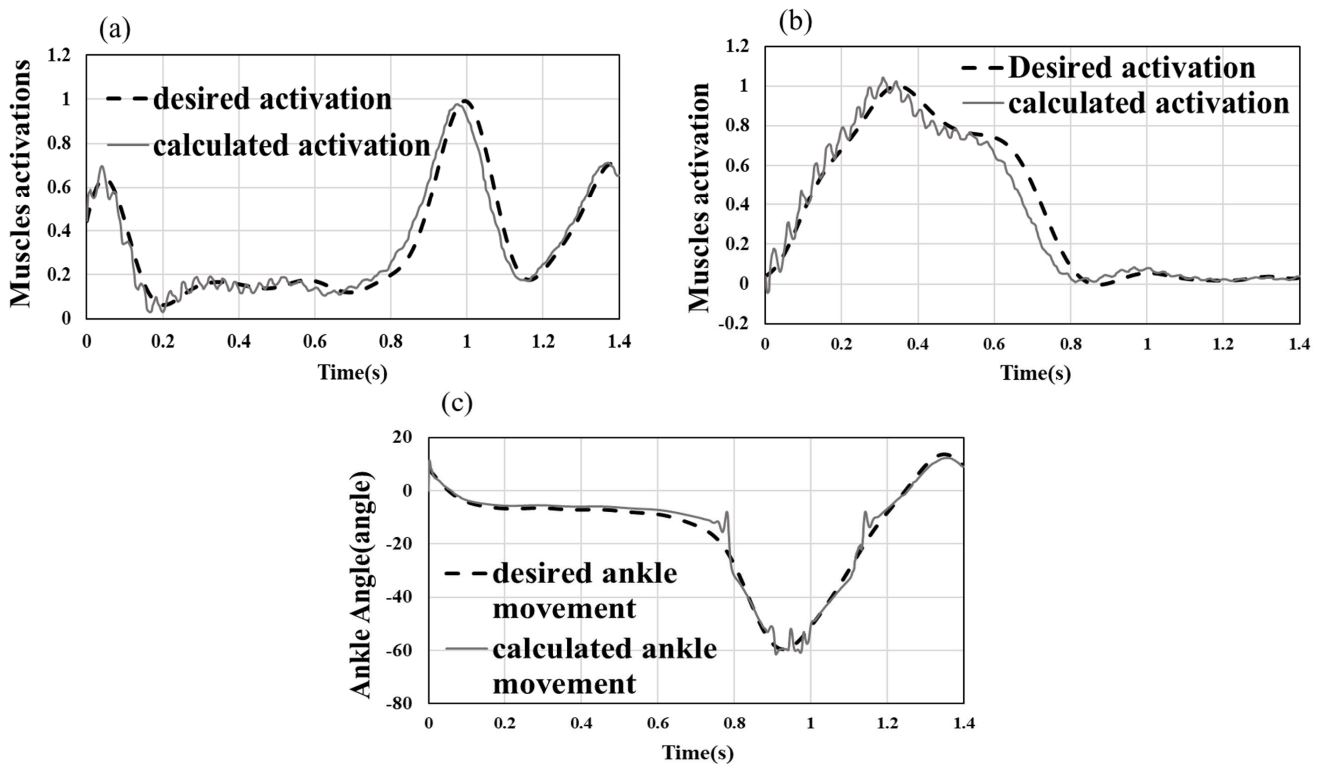 (a)
Muscles activations
1.2
1
0.8
0.6
0.4
0.2
0
desired activation
calculated activation
0 0.2 0.4 0.6 0.8 1 1.2 1.4
Time(s)
(b)
Muscles activation
1.2
1
0.8
0.6
0.4
0.2
0
-0.2
Desired activation
calculated activation
0 0.2 0.4 0.6 0.8 1 1.2 1.4
Time(s)
(c)
Ankle Angle(angle)
20
0
-20
-40
-60
-80
desired ankle
movement
calculated ankle
movement
0 0.2 0.4 0.6 0.8 1 1.2 1.4
Time(s)